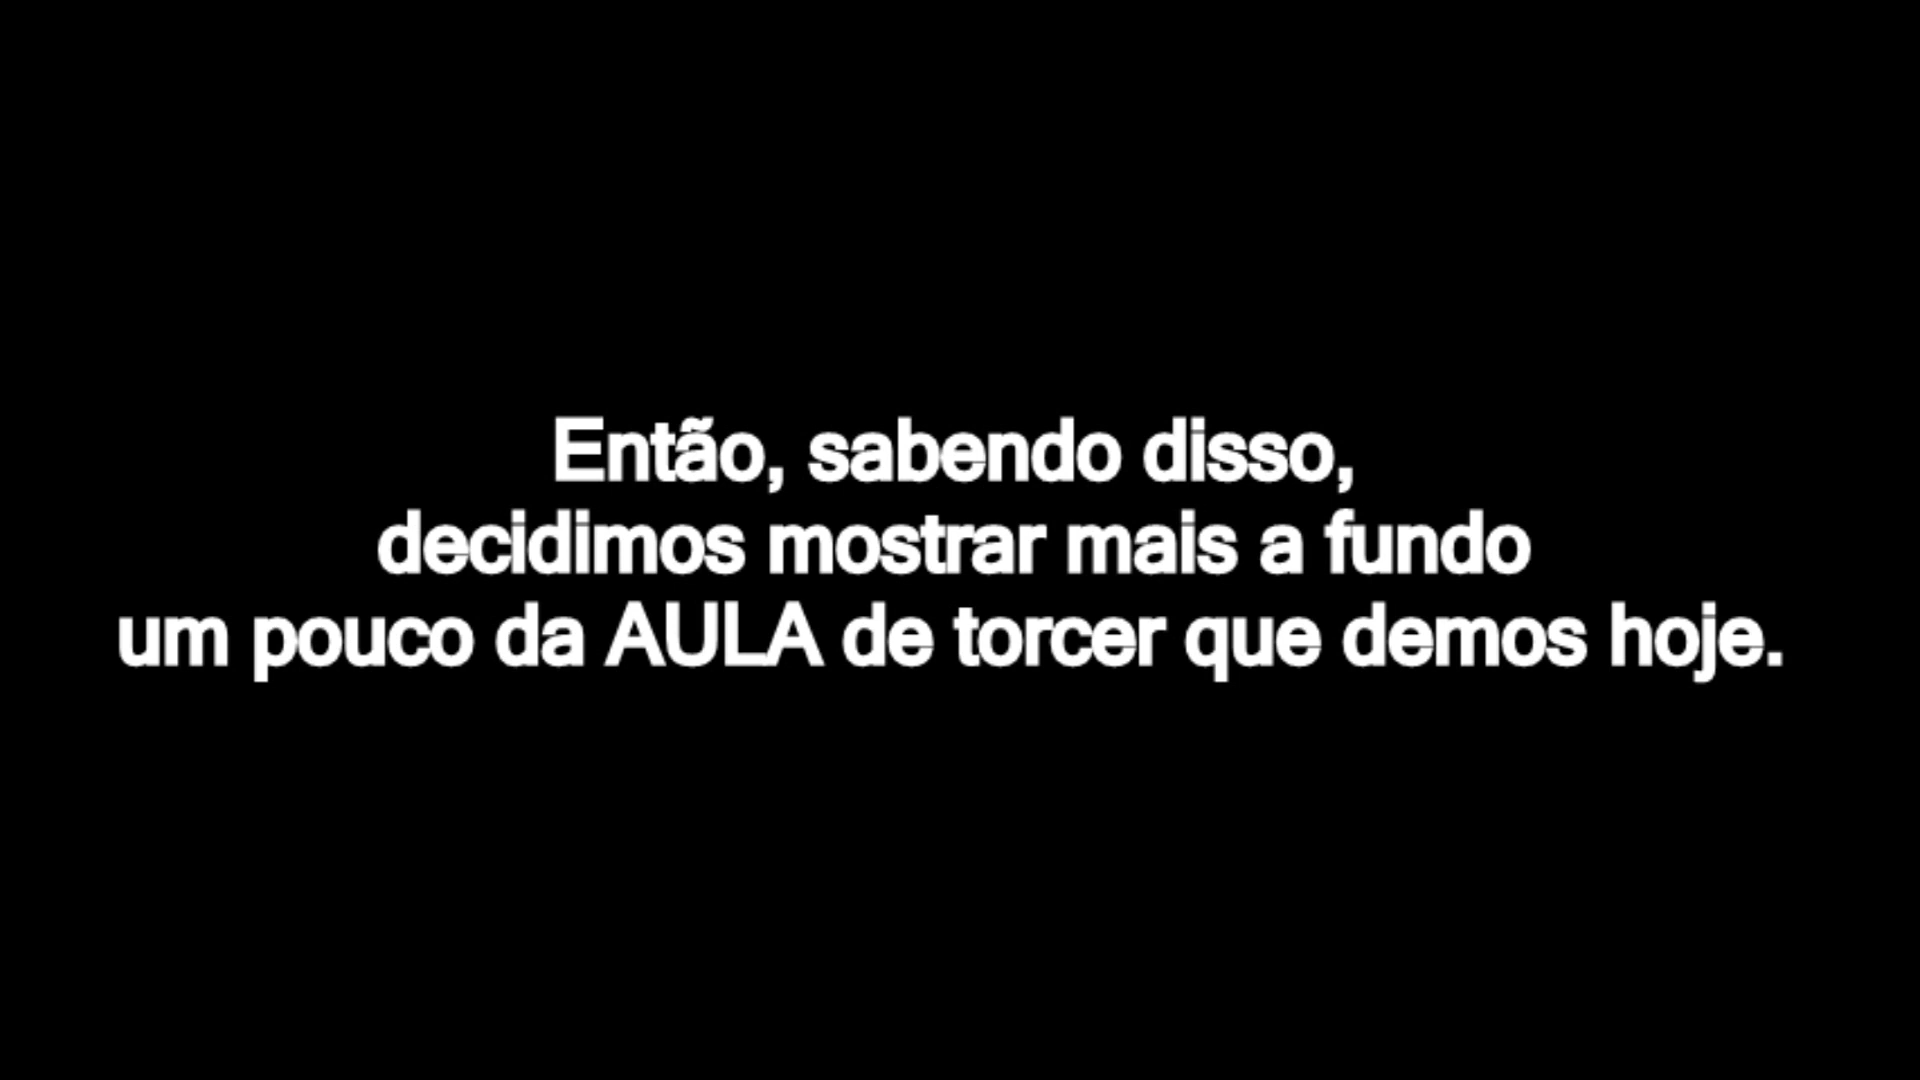 Então, sabendo disso,
decidimos mostrar mais a fundo
um pouco da AULA de torcer que demos hoje.